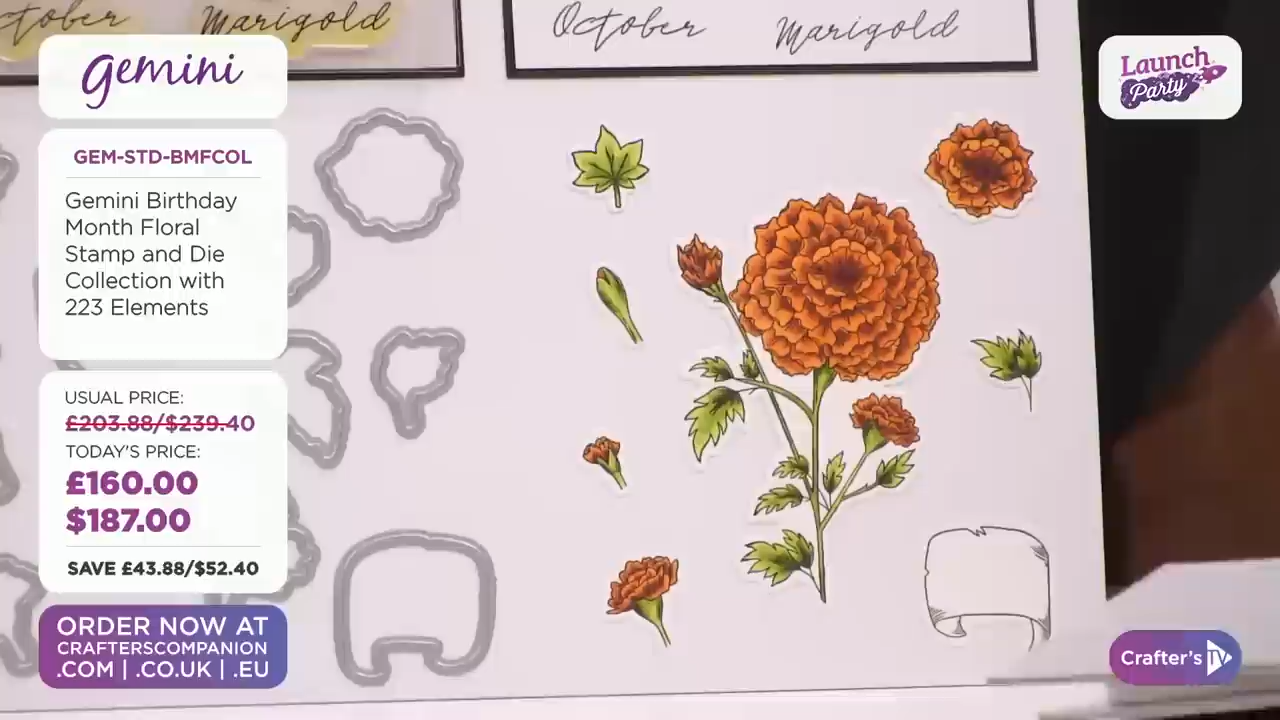 tober Marigold
October Marigold
Gemini
Launch
Party
GEM-STD-BMFCOL
Gemini Birthday
Month Floral
Stamp and Die
Collection with
223 Elements
USUAL PRICE:
£203.88/$239.40
TODAY'S PRICE:
£160.00
$187.00
SAVE £43.88/$52.40
ORDER NOW AT
CRAFTERSCOMPANION
.COM | .CO.UK | .EU
Crafter's TV